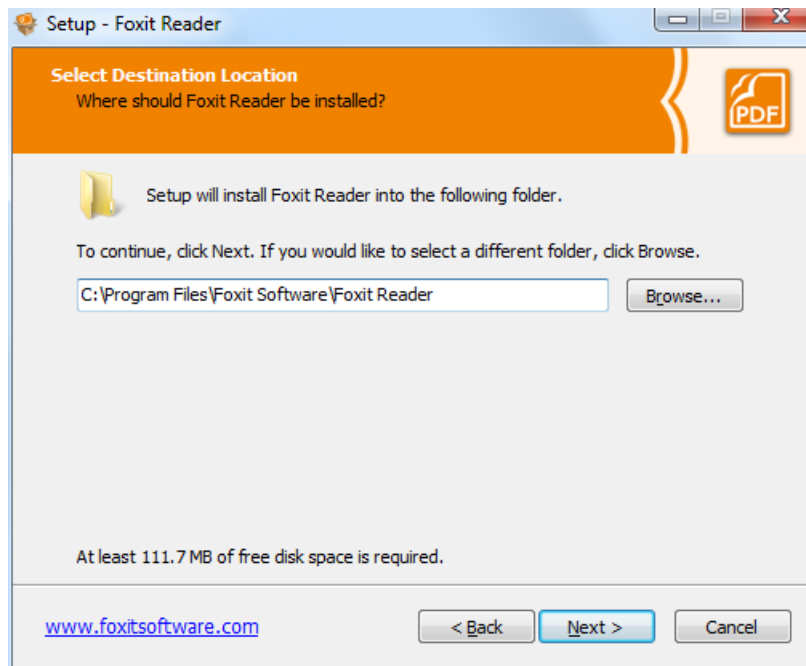 Setup - Foxit Reader
Select Destination Location
Where should Foxit Reader be installed?
PDF
Setup will install Foxit Reader into the following folder.
To continue, click Next. If you would like to select a different folder, click Browse.
C:\Program Files\Foxit Software\Foxit Reader
Browse...
At least 111.7 MB of free disk space is required.
www.foxitsoftware.com
< Back
Next >
Cancel